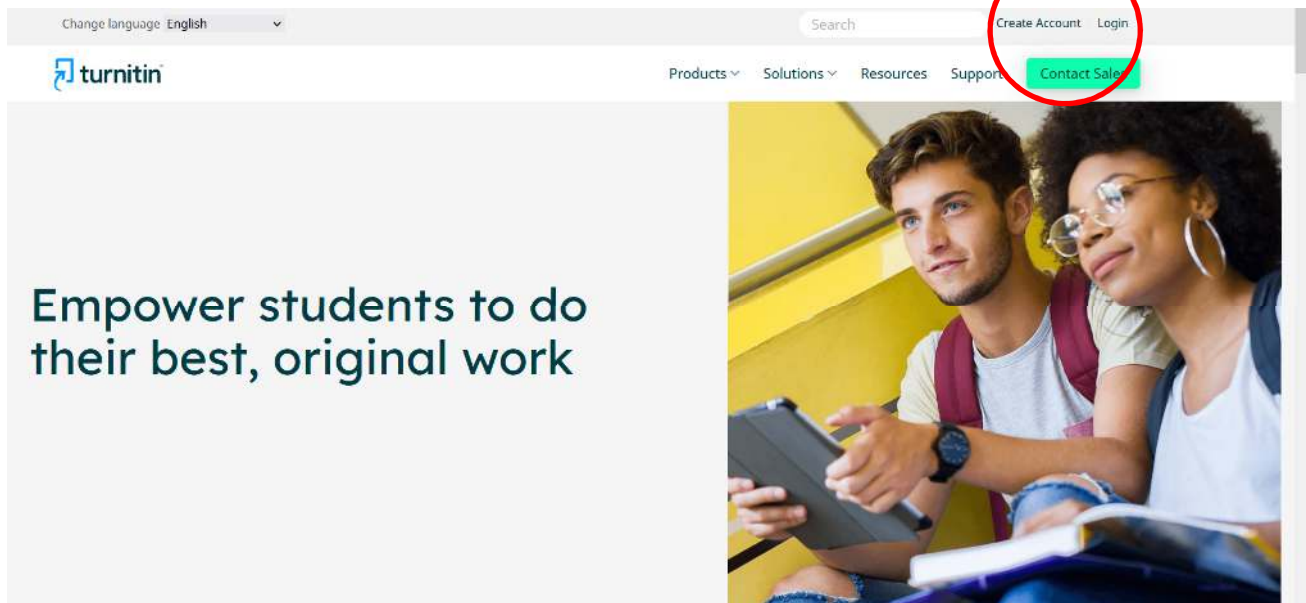 Change language English
Search
Create Account Login
turnitin
Products Solutions Resources Support Contact Sales
Empower students to do
their best, original work